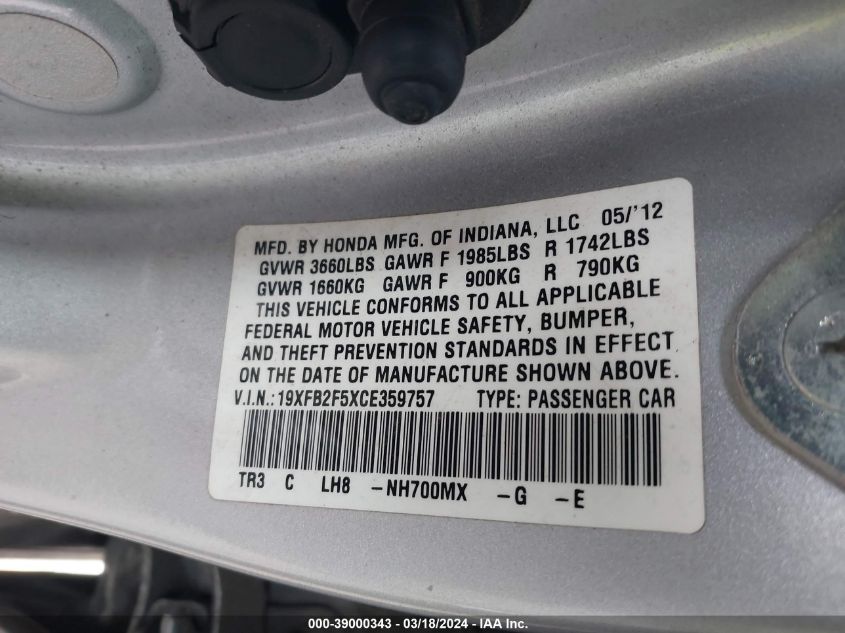 MFD. BY HONDA MFG. OF INDIANA, LLC 05/'12
GVWR 3660LBS GAWR F 1985LBS R 1742LBS
GVWR 1660KG GAWR F 900KG R 790KG
THIS VEHICLE CONFORMS TO ALL APPLICABLE
FEDERAL MOTOR VEHICLE SAFETY, BUMPER,
AND THEFT PREVENTION STANDARDS IN EFFECT
ON THE DATE OF MANUFACTURE SHOWN ABOVE.
V.I.N.:19XFB2F5XCE359757 TYPE: PASSENGER CAR
TR3 C LH8 -NH700MX -G -E
000-39000343 - 03/18/2024 - IAA Inc.